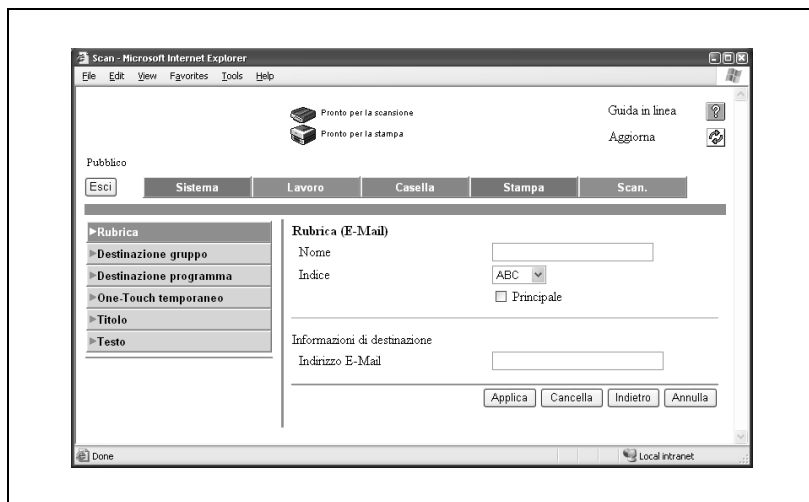 Scan - Microsoft Internet Explorer
File Edit View Favorites Tools Help
Pronto per la scansione
Pronto per la stampa
Guida in linea
?
Aggiorna
Pubblico
Esci
Sistema
Lavoro
Casella
Stampa
Scan.
Rubrica
Destinazione gruppo
Destinazione programma
One-Touch temporaneo
Titolo
Testo
Rubrica (E-Mail)
Nome
Indice
ABC
Principale
Informazioni di destinazione
Indirizzo E-Mail
Applica
Cancella
Indietro
Annulla
Done
Local intranet